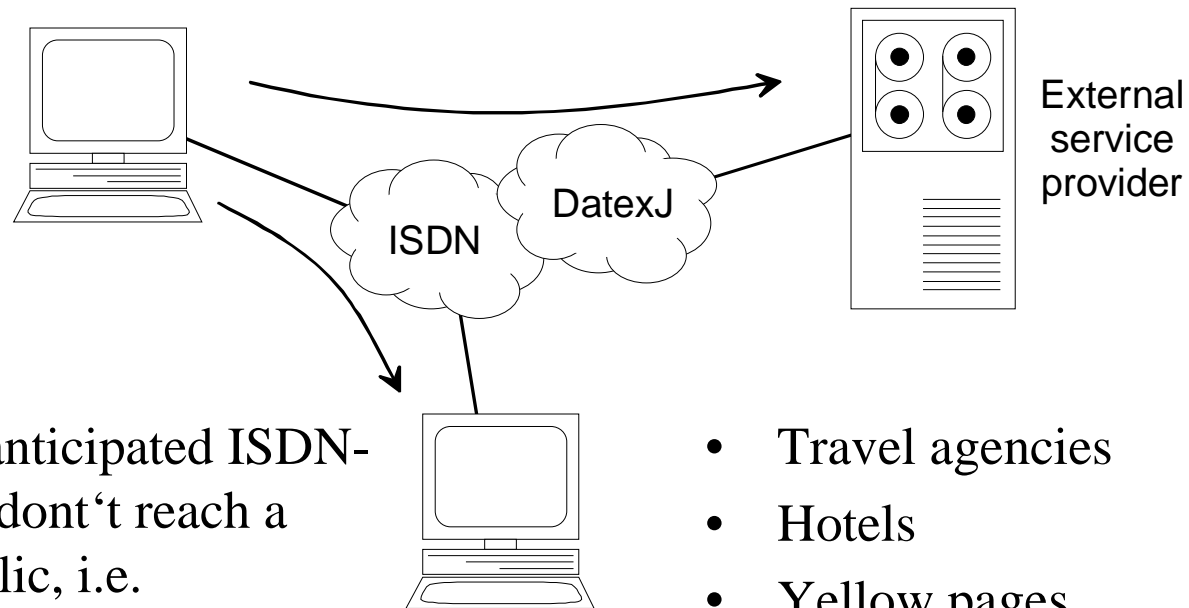 External
service
provider
DatexJ
ISDN
anticipated ISDN-
dont‘t reach a
lic, i.e.
• Travel agencies
• Hotels
• Yellow pages